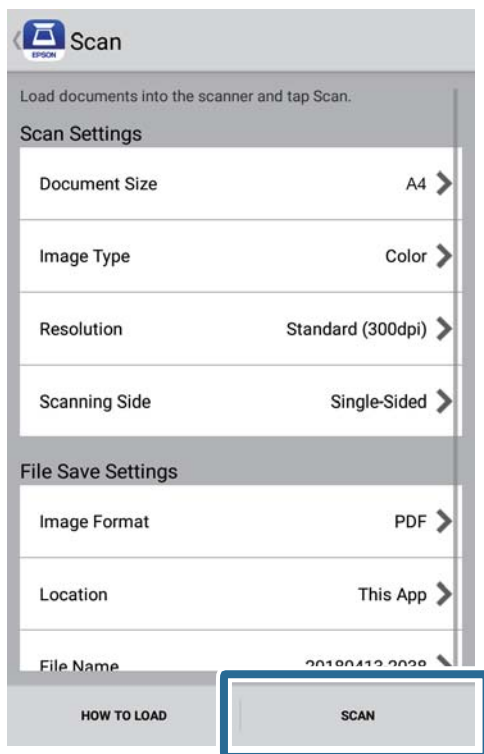 EPSON
Scan
Load documents into the scanner and tap Scan.
Scan Settings
Document Size A4
Image Type Color
Resolution Standard (300dpi)
Scanning Side Single-Sided
File Save Settings
Image Format PDF
Location This App
File Name 20180413 2038
HOW TO LOAD SCAN